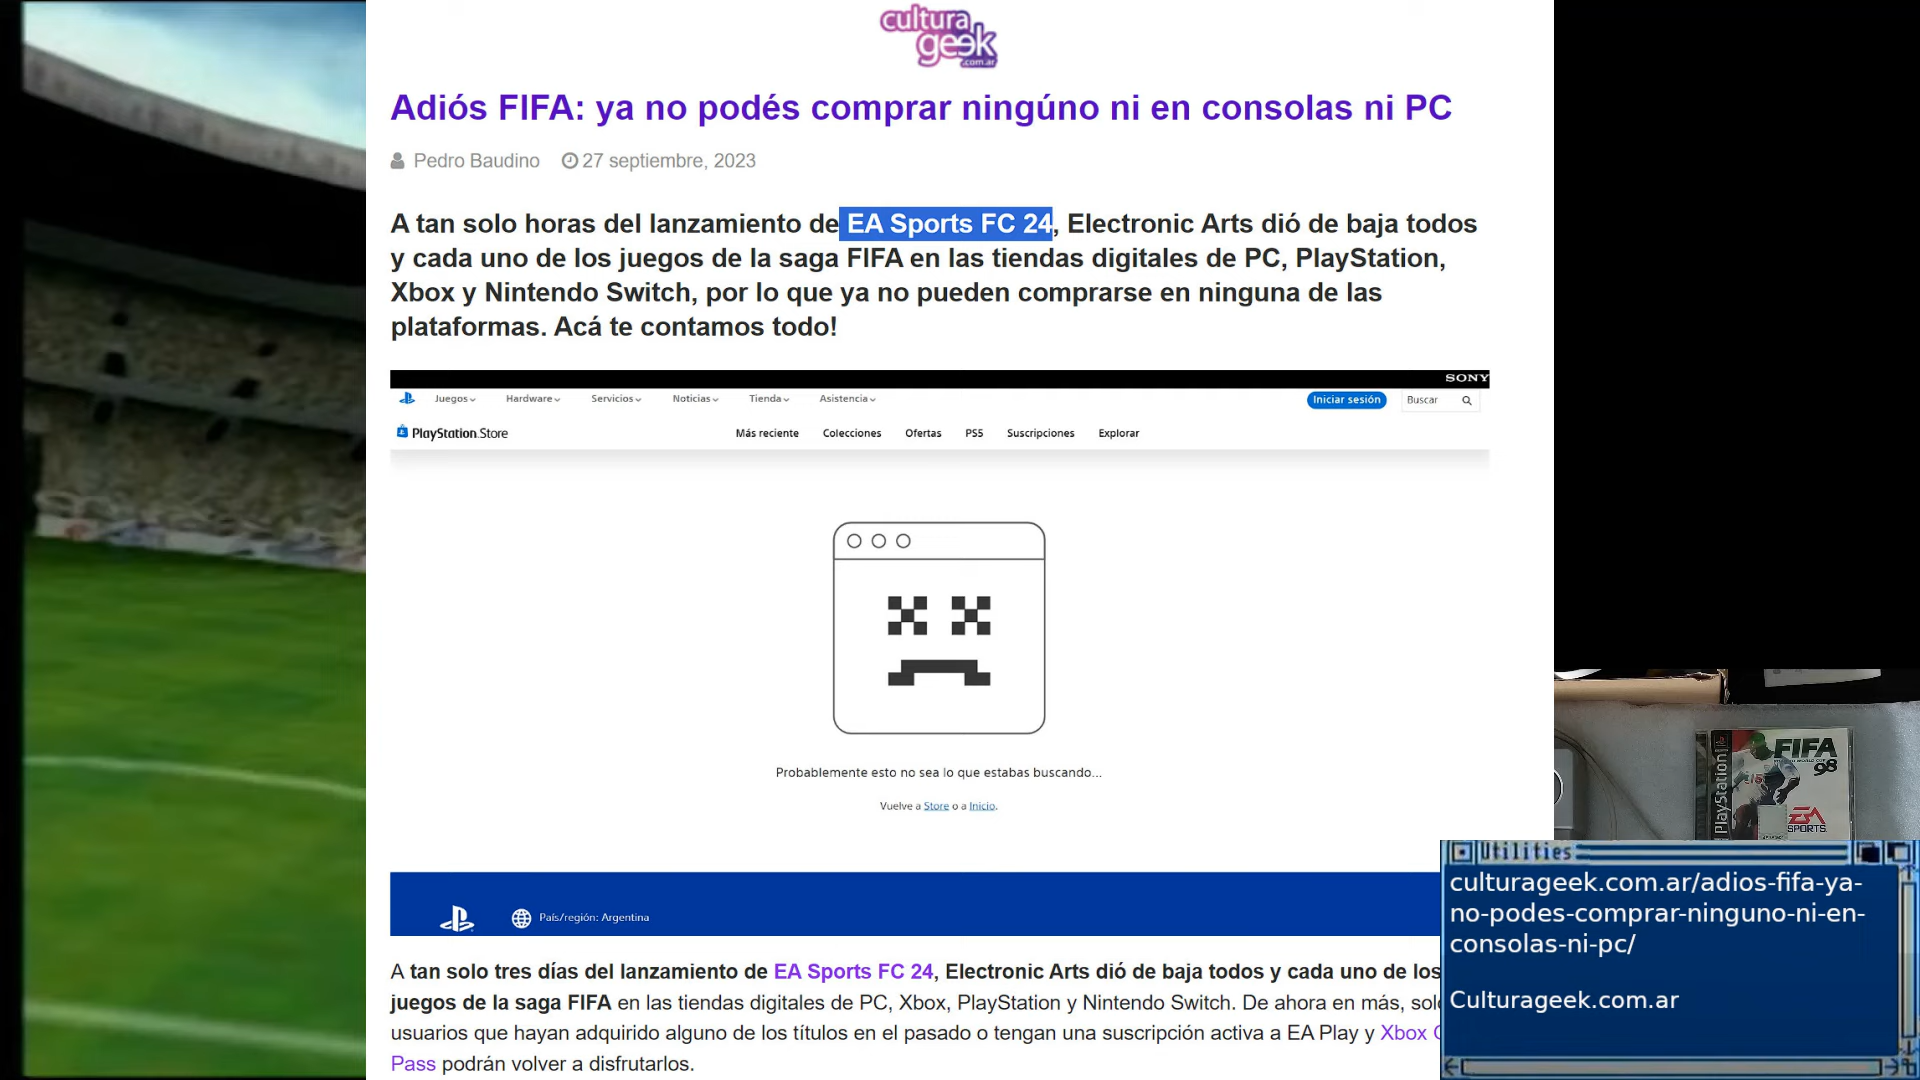 cultura
geek
.com.ar
Adiós FIFA: ya no podés comprar ningúno ni en consolas ni PC
Pedro Baudino 27 septiembre, 2023
A tan solo horas del lanzamiento de EA Sports FC 24, Electronic Arts dió de baja todos
y cada uno de los juegos de la saga FIFA en las tiendas digitales de PC, PlayStation,
Xbox y Nintendo Switch, por lo que ya no pueden comprarse en ninguna de las
plataformas. Acá te contamos todo!
SONY
Juegos Hardware Servicios Noticias Tienda Asistencia Iniciar sesión Buscar
PlayStation.Store Más reciente Colecciones Ofertas PS5 Suscripciones Explorar
Probablemente esto no sea lo que estabas buscando...
Vuelve a Store o a Inicio.
País/región: Argentina
A tan solo tres días del lanzamiento de EA Sports FC 24, Electronic Arts dió de baja todos y cada uno de los
juegos de la saga FIFA en las tiendas digitales de PC, Xbox, PlayStation y Nintendo Switch. De ahora en más,
usuarios que hayan adquirido alguno de los títulos en el pasado o tengan una suscripción activa a EA Play y Xbox
Pass podrán volver a disfrutarlos.
PlayStation
FIFA
98
EA
SPORTS
Utilities
culturageek.com.ar/adios-fifa-ya-
no-podes-comprar-ninguno-ni-en-
consolas-ni-pc/
Culturageek.com.ar